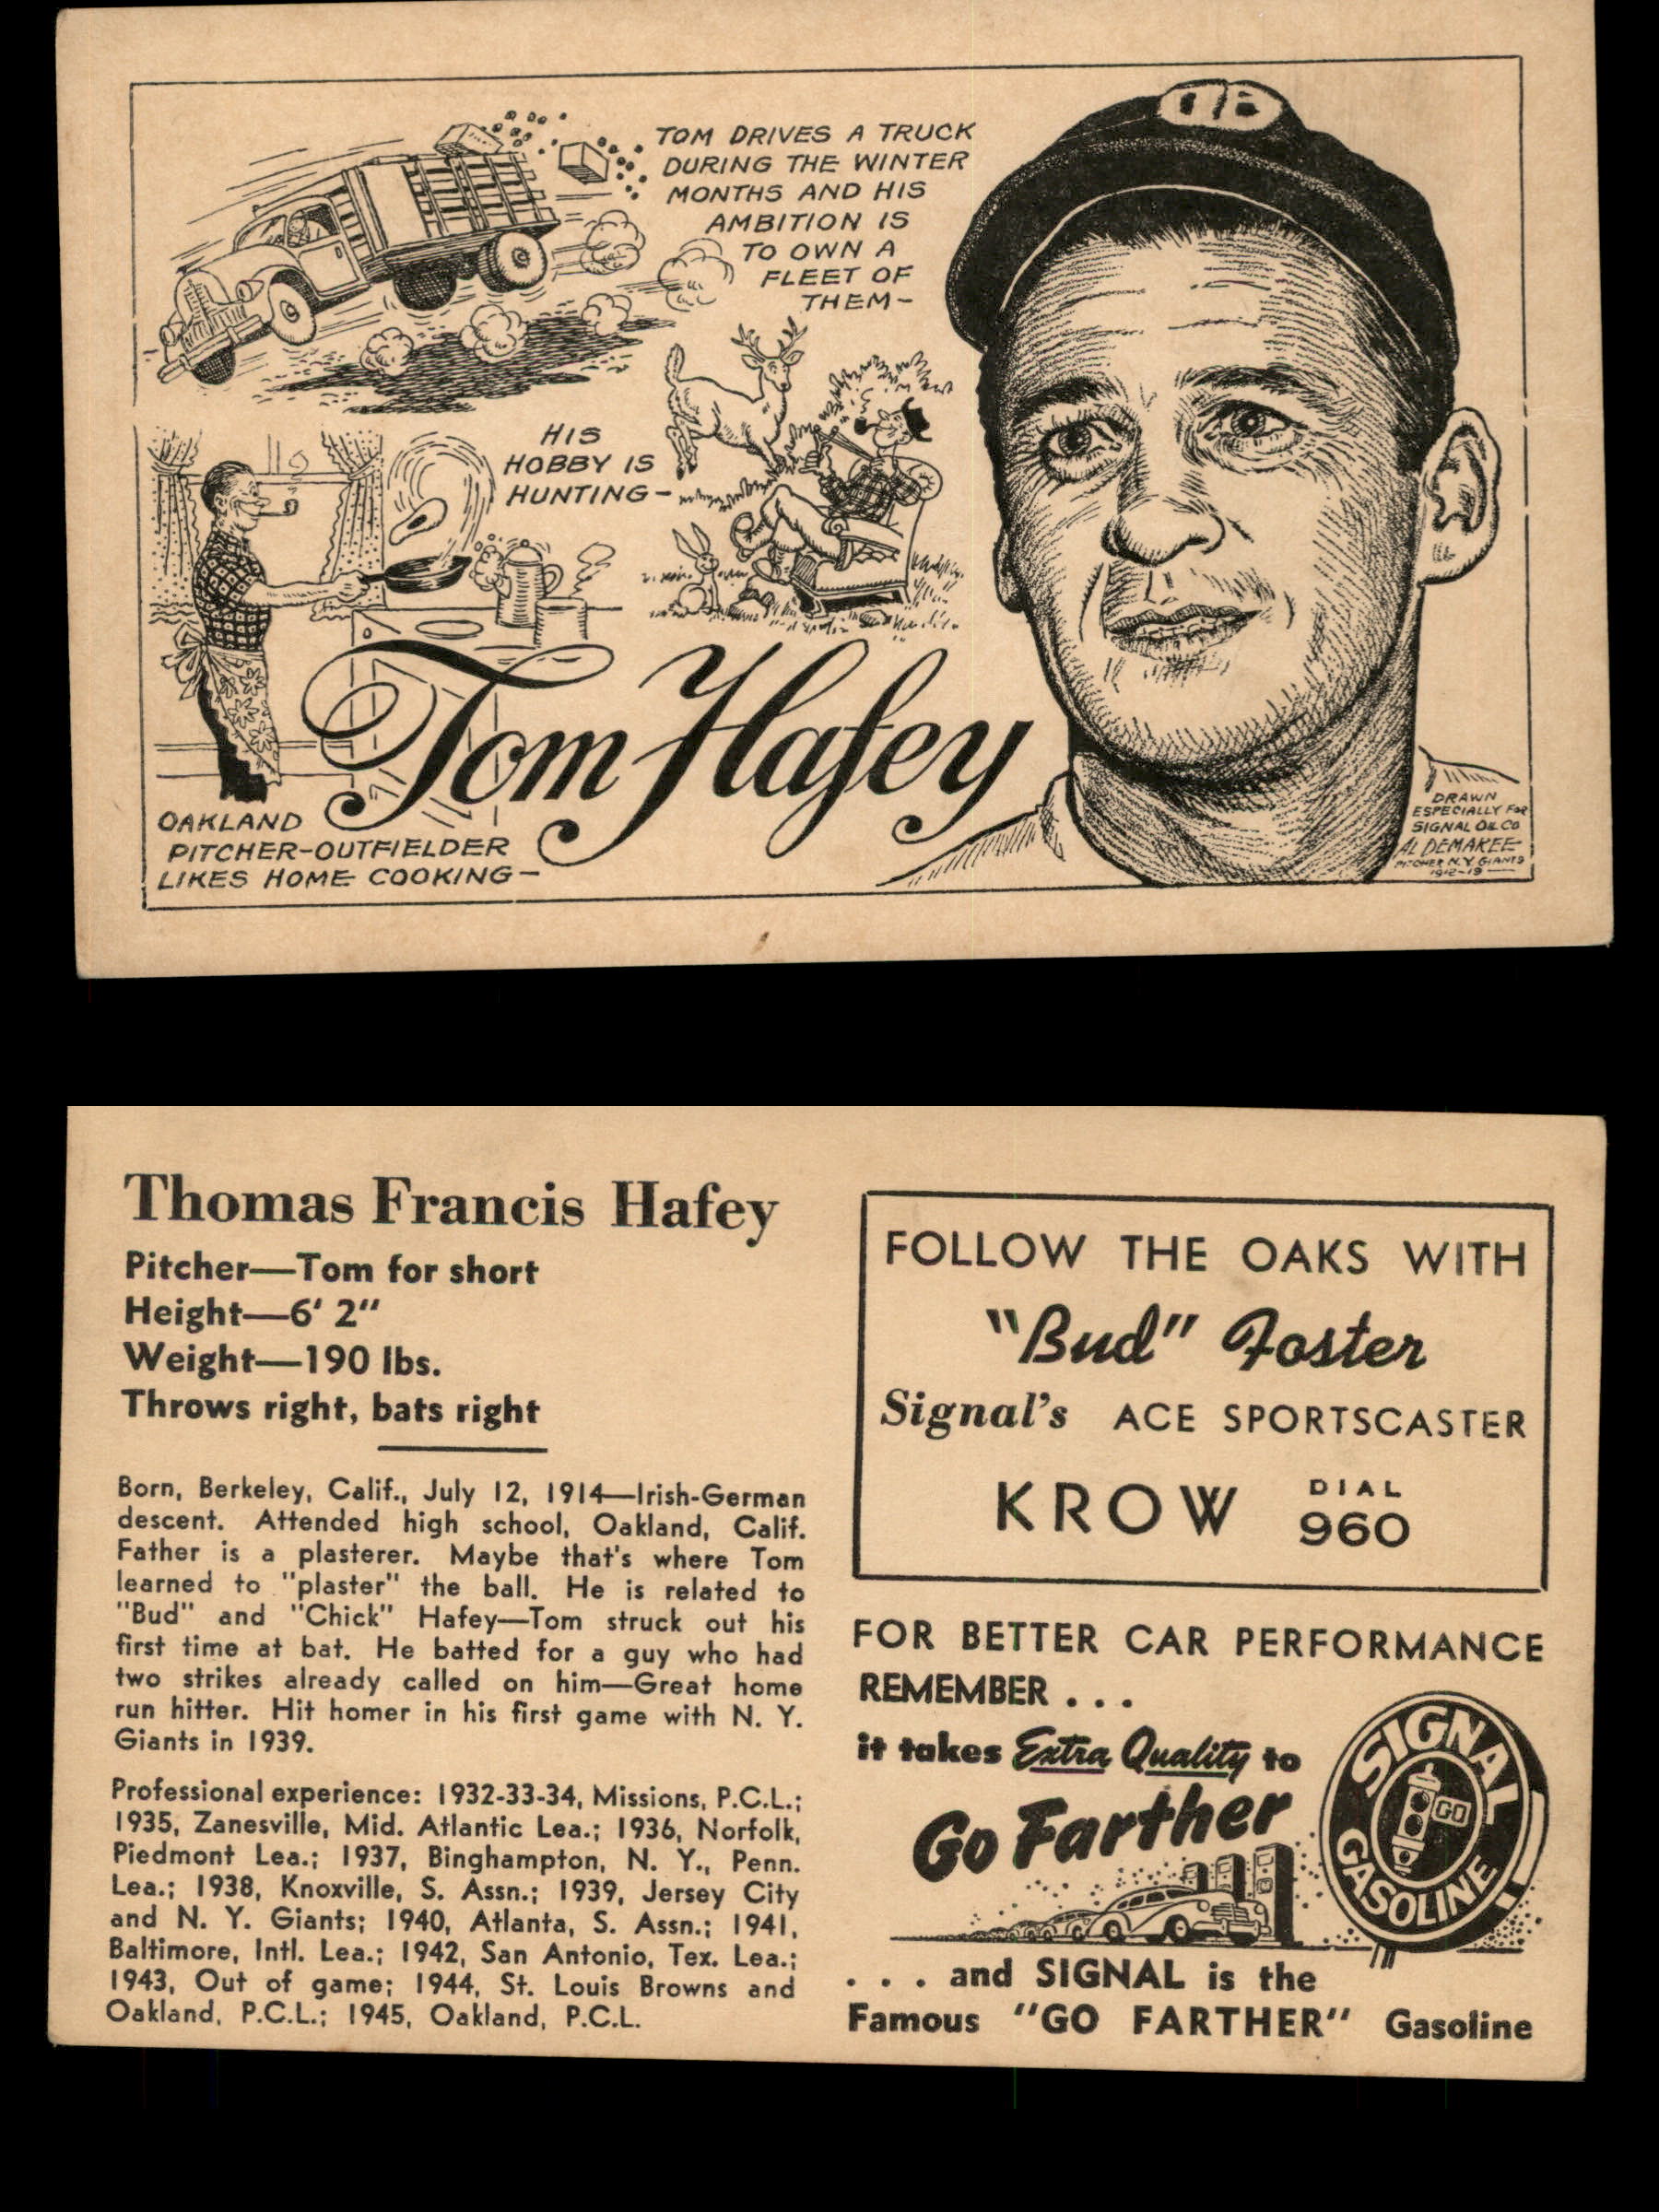 TOM DRIVES A TRUCK
DURING THE WINTER
MONTHS AND HIS
AMBITION IS
TO OWN A
FLEET OF
THEM-
HIS
HOBBY IS
HUNTING-
Tom Hafey
OAKLAND
PITCHER-OUTFIELDER
LIKES HOME COOKING-
DRAWN
ESPECIALLY FOR
SIGNAL OIL CO
AL DEMAREE
PITCHER N.Y. GIANTS
1912-19
Thomas Francis Hafey
Pitcher—Tom for short
Height—6' 2"
Weight—190 lbs.
Throws right, bats right
Born, Berkeley, Calif., July 12, 1914—Irish-German
descent. Attended high school, Oakland, Calif.
Father is a plasterer. Maybe that's where Tom
learned to "plaster" the ball. He is related to
"Bud" and "Chick" Hafey—Tom struck out his
first time at bat. He batted for a guy who had
two strikes already called on him—Great home
run hitter. Hit homer in his first game with N. Y.
Giants in 1939.
Professional experience: 1932-33-34, Missions, P.C.L.;
1935, Zanesville, Mid. Atlantic Lea.; 1936, Norfolk,
Piedmont Lea.; 1937, Binghampton, N. Y., Penn.
Lea.; 1938, Knoxville, S. Assn.; 1939, Jersey City
and N. Y. Giants; 1940, Atlanta, S. Assn.; 1941,
Baltimore, Intl. Lea.; 1942, San Antonio, Tex. Lea.;
1943, Out of game; 1944, St. Louis Browns and
Oakland, P.C.L.; 1945, Oakland, P.C.L.
FOLLOW THE OAKS WITH
"Bud" Foster
Signal's ACE SPORTSCASTER
KROW DIAL
960
FOR BETTER CAR PERFORMANCE
REMEMBER . . .
it takes Extra Quality to
Go Farther
SIGNAL
GO
GASOLINE
. . . and SIGNAL is the
Famous "GO FARTHER" Gasoline